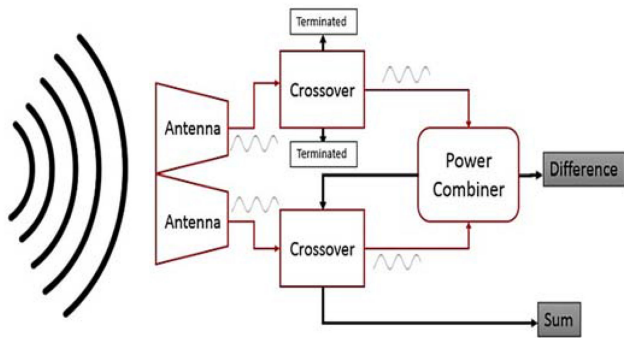 Terminated
Crossover
Antenna
Terminated
Power
Combiner
Difference
Antenna
Crossover
Sum